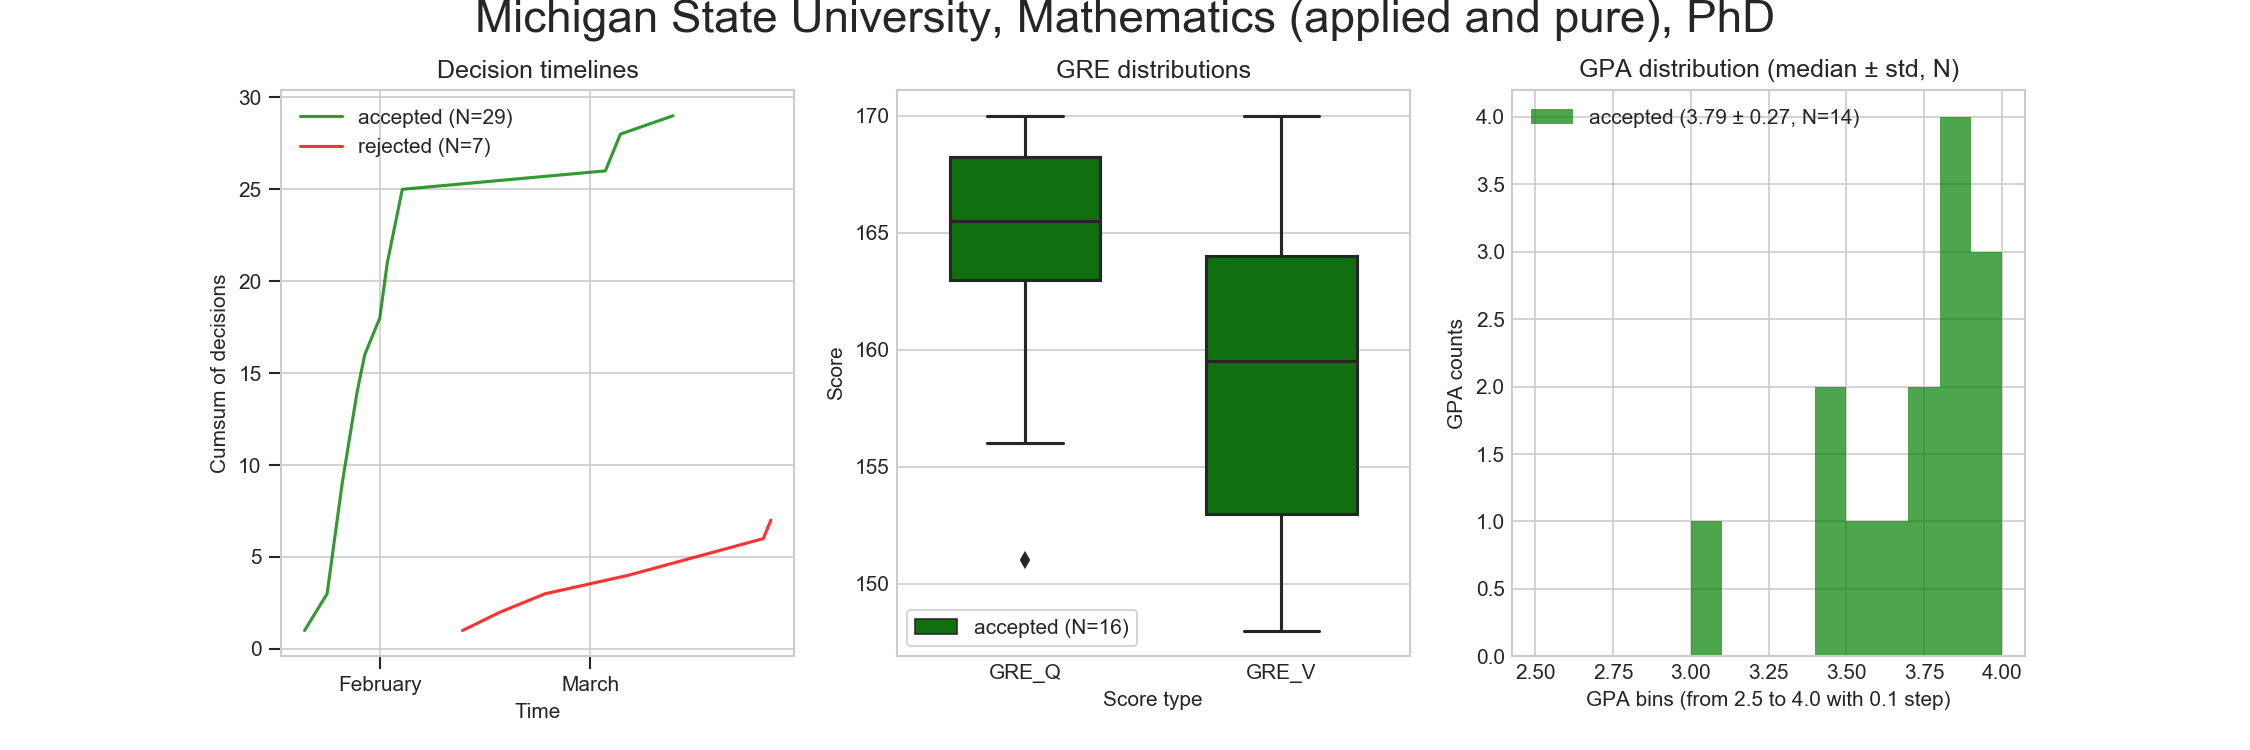 Michigan State University, Mathematics (applied and pure), PhD
Decision timelines
accepted (N=29)
rejected (N=7)
30
25
20
15
10
5
0
Cumsum of decisions
February
March
Time
GRE distributions
170
165
160
155
150
Score
accepted (N=16)
GRE_Q
GRE_V
Score type
GPA distribution (median ± std, N)
accepted (3.79 ± 0.27, N=14)
4.0
3.5
3.0
2.5
2.0
1.5
1.0
0.5
0.0
GPA counts
2.50
2.75
3.00
3.25
3.50
3.75
4.00
GPA bins (from 2.5 to 4.0 with 0.1 step)